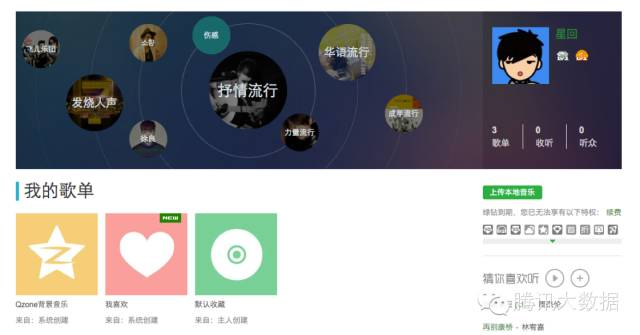 飞儿乐团
伤感
华语流行
发烧人声
抒情流行
成年流行
徐良
力量流行
星回
3
歌单
0
收听
0
听众
我的歌单
NEW
Qzone背景音乐
来自：系统创建
我喜欢
来自：系统创建
默认收藏
来自：主人创建
上传本地音乐
绿钻到期，您已无法享有以下特权：
续费
猜你喜欢听
腾讯大数据
再别康桥 - 林宥嘉